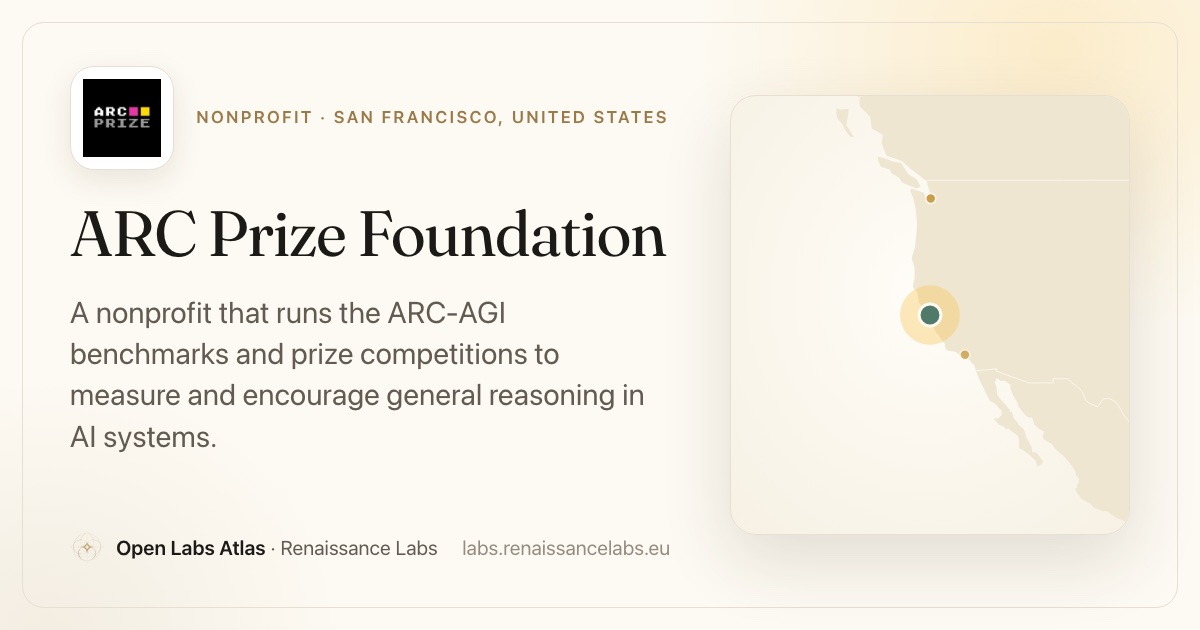 ARC
PRIZE
NONPROFIT · SAN FRANCISCO, UNITED STATES
ARC Prize Foundation
A nonprofit that runs the ARC-AGI
benchmarks and prize competitions to
measure and encourage general reasoning in
AI systems.
Open Labs Atlas · Renaissance Labs labs.renaissancelabs.eu